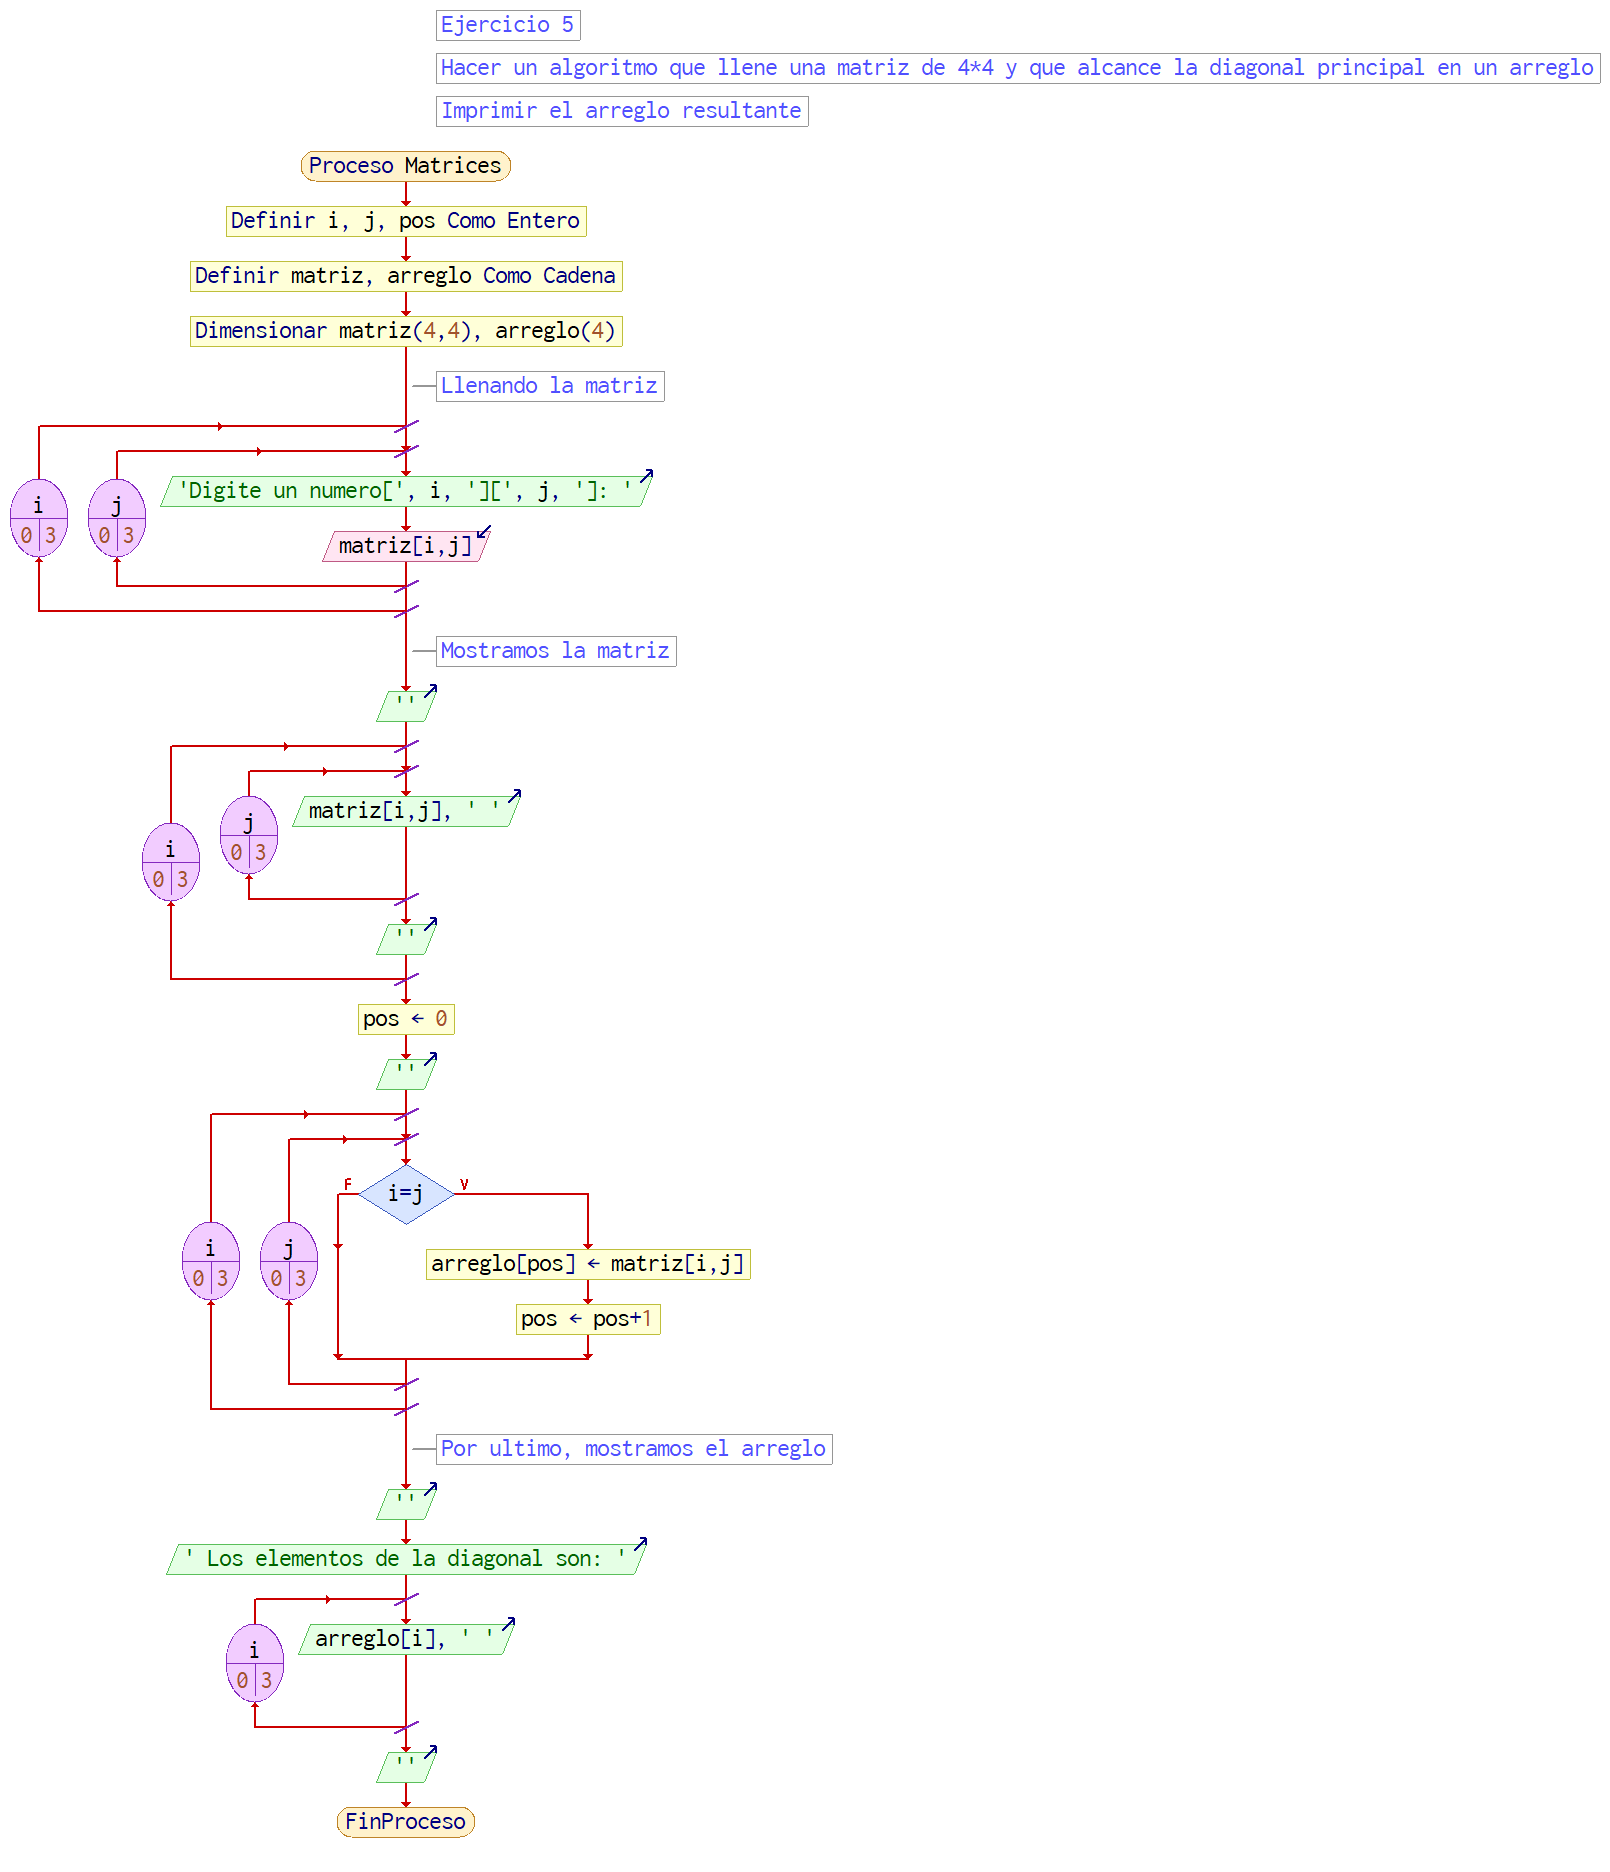 Ejercicio 5
Hacer un algoritmo que llene una matriz de 4*4 y que alcance la diagonal principal en un arreglo
Imprimir el arreglo resultante
Proceso Matrices
Definir i, j, pos Como Entero
Definir matriz, arreglo Como Cadena
Dimensionar matriz(4,4), arreglo(4)
Llenando la matriz
i
0 3
j
0 3
'Digite un numero[', i, '][', j, ']: '
matriz[i,j]
Mostramos la matriz
''
i
0 3
j
0 3
matriz[i,j], ' '
''
pos ← 0
''
i
0 3
j
0 3
F
i=j
V
arreglo[pos] ← matriz[i,j]
pos ← pos+1
Por ultimo, mostramos el arreglo
''
' Los elementos de la diagonal son: '
i
0 3
arreglo[i], ' '
''
FinProceso